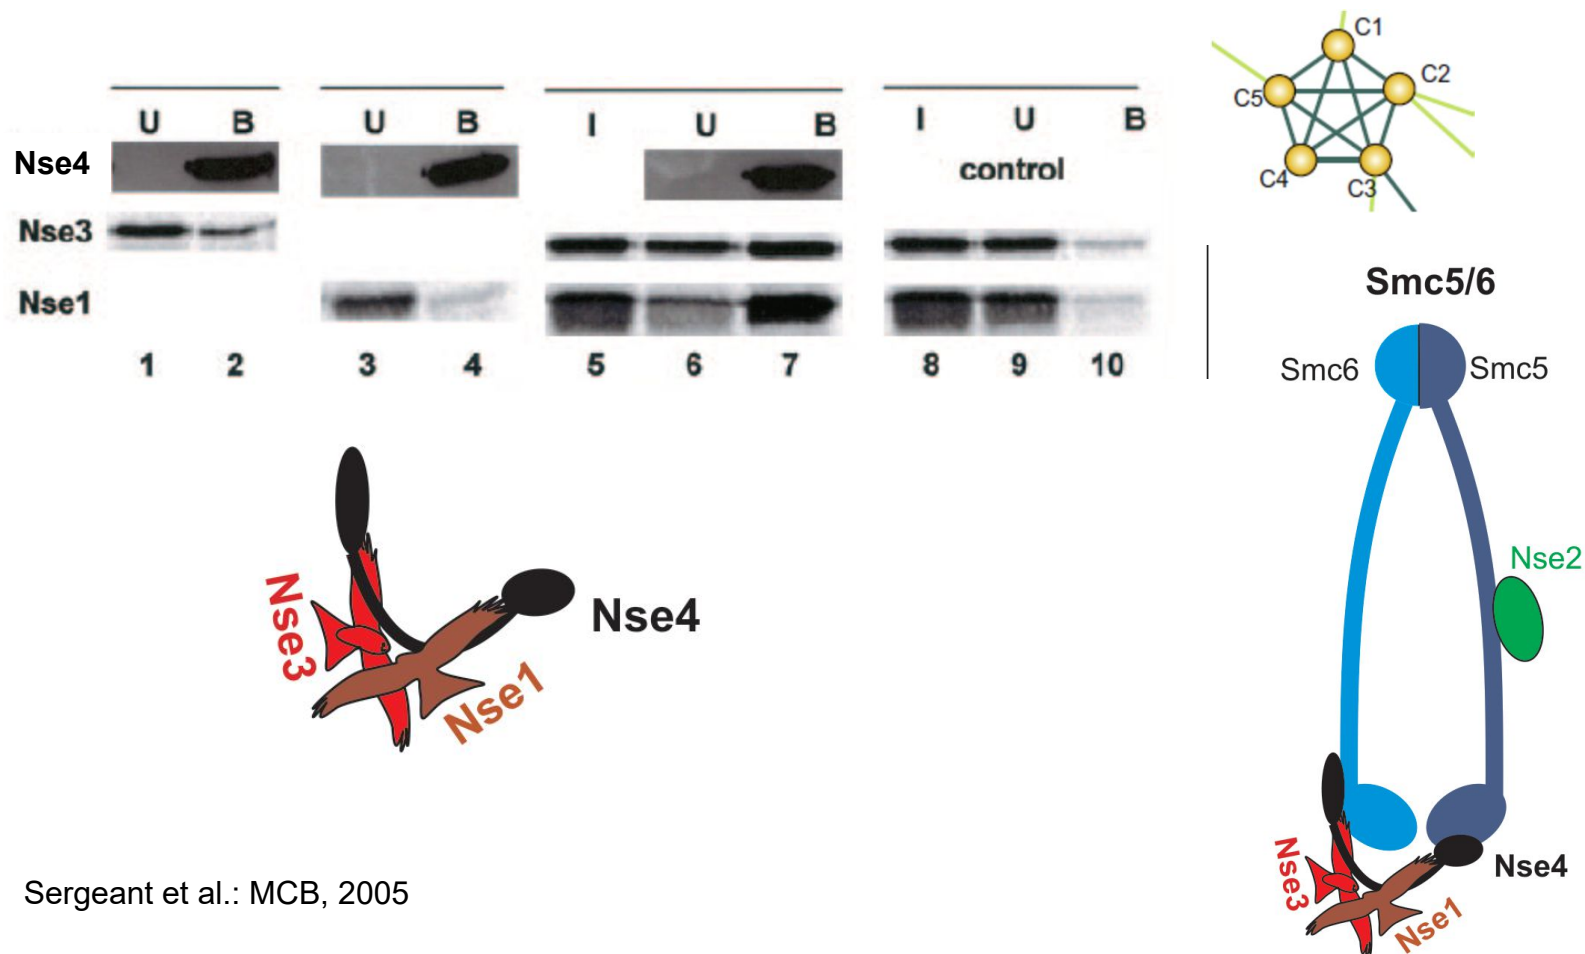 U B U B I U B I U B
Nse4 control
Nse3
Nse1
1 2 3 4 5 6 7 8 9 10
C1
C2
C5
C4
C3
Smc5/6
Smc6 Smc5
Nse2
Nse3
Nse4
Nse1
Nse4
Nse3
Nse1
Sergeant et al.: MCB, 2005